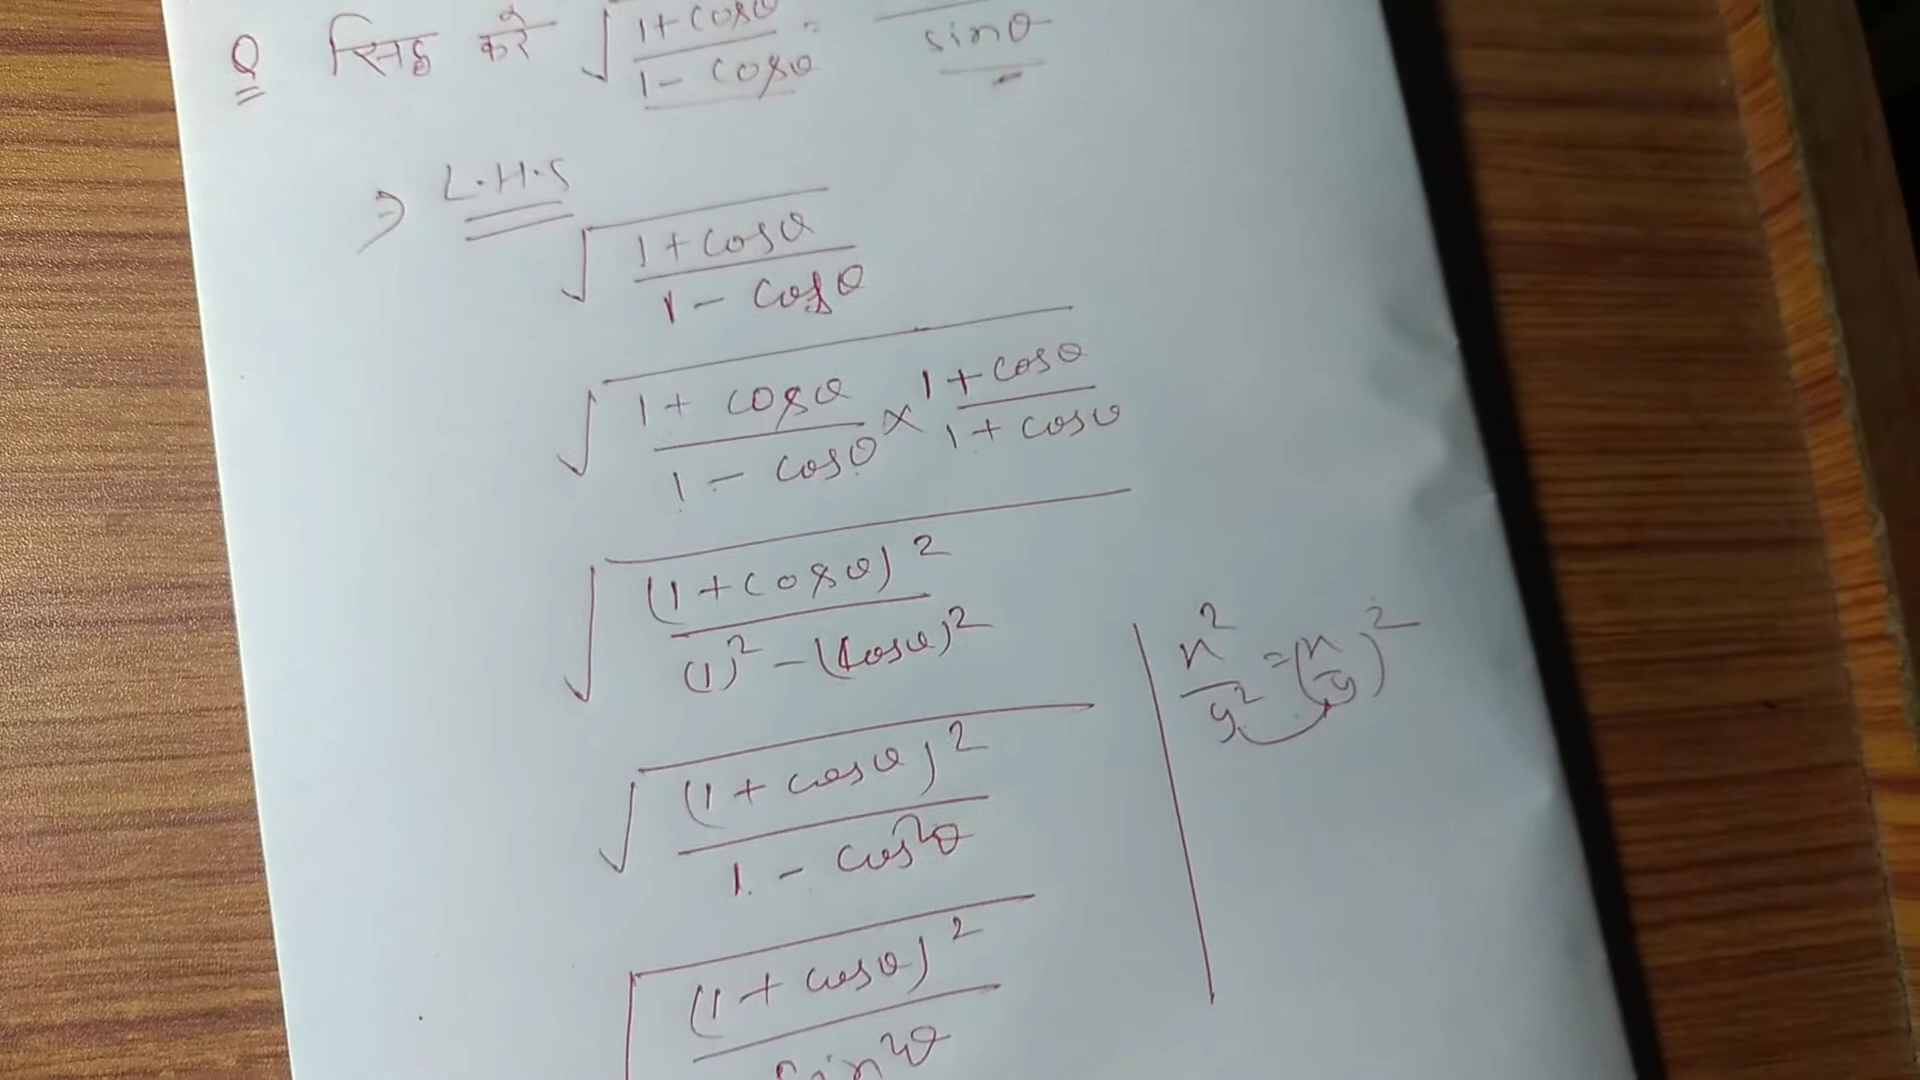 Q सिद्ध करे √(1+cosθ / 1-cosθ) = / sinθ
⇒ L.H.S
√(1+cosθ / 1-cosθ)
√(1+cosθ / 1-cosθ × 1+cosθ / 1+cosθ)
√((1+cosθ)² / (1)²-(cosθ)²)
x²/y² = (x/y)²
√((1+cosθ)² / 1-cos²θ)
√((1+cosθ)² / sin²θ)